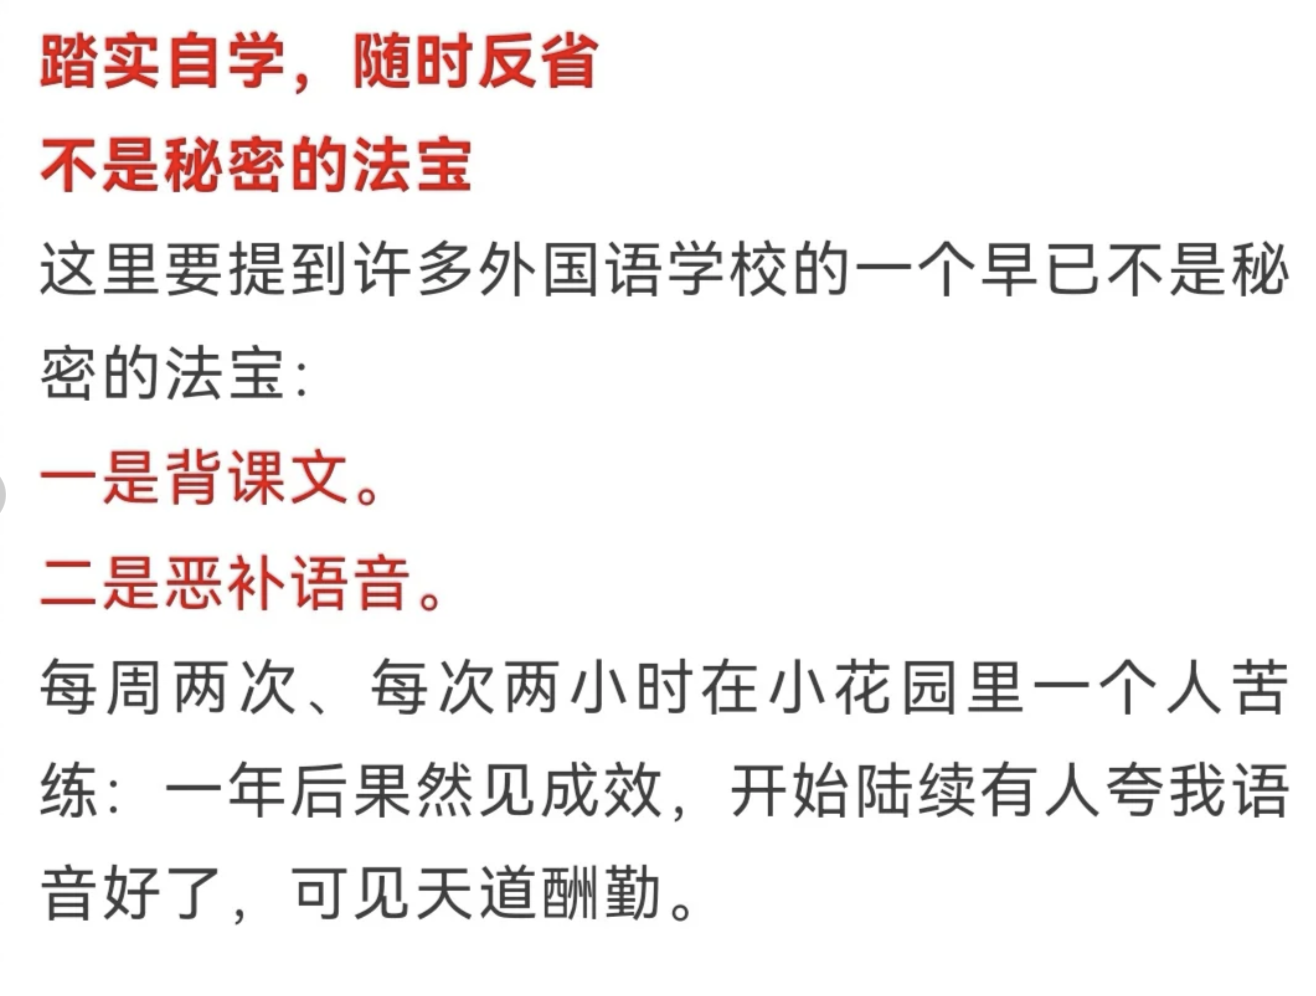 踏实自学，随时反省
不是秘密的法宝
这里要提到许多外国语学校的一个早已不是秘
密的法宝：
一是背课文。
二是恶补语音。
每周两次、每次两小时在小花园里一个人苦
练：一年后果然见成效，开始陆续有人夸我语
音好了，可见天道酬勤。